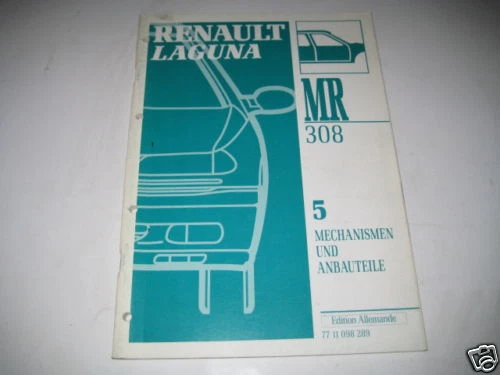 RENAULT
LAGUNA
MR
308
5
MECHANISMEN
UND
ANBAUTEILE
Edition Allemande
77 11 098 289